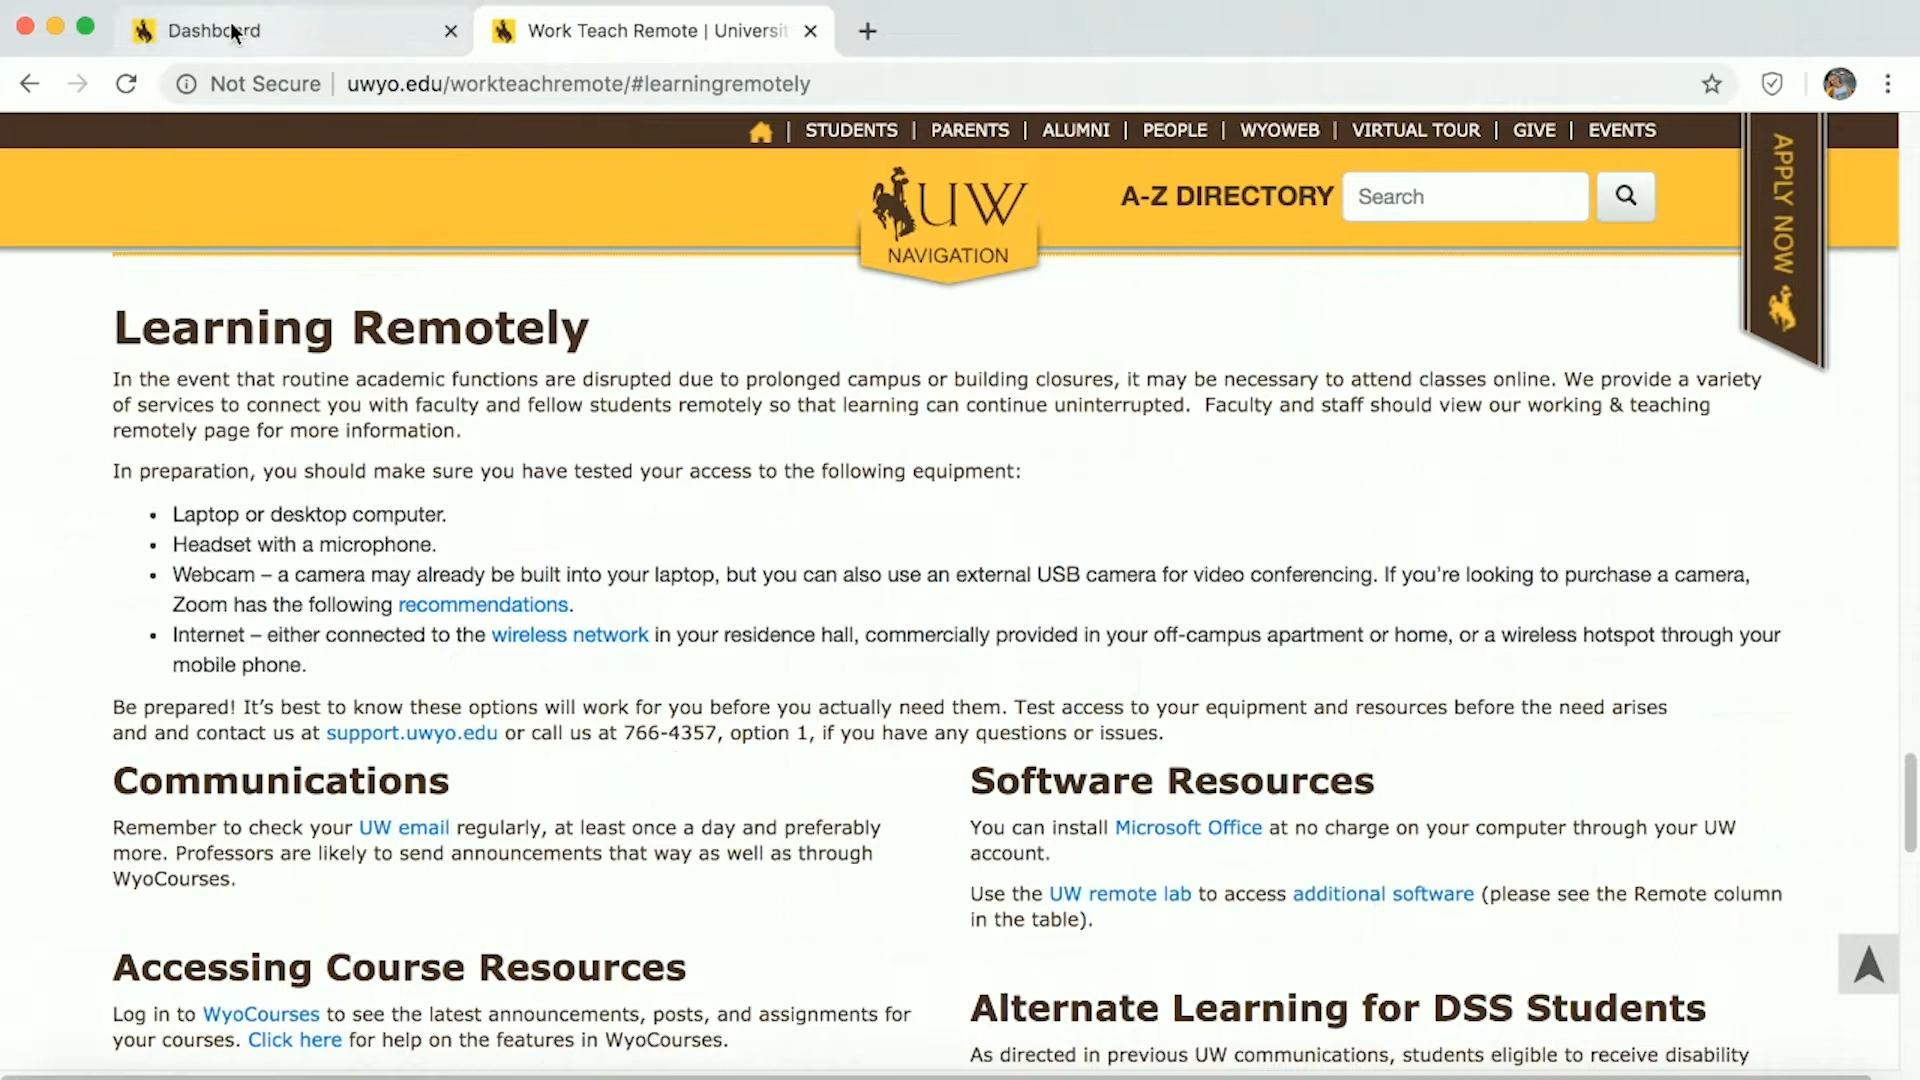 Dashboard
Work Teach Remote | Universit
Not Secure | uwyo.edu/workteachremote/#learningremotely
STUDENTS | PARENTS | ALUMNI | PEOPLE | WYOWEB | VIRTUAL TOUR | GIVE | EVENTS
APPLY NOW
UW
NAVIGATION
A-Z DIRECTORY
Search
Learning Remotely
In the event that routine academic functions are disrupted due to prolonged campus or building closures, it may be necessary to attend classes online. We provide a variety
of services to connect you with faculty and fellow students remotely so that learning can continue uninterrupted. Faculty and staff should view our working & teaching
remotely page for more information.
In preparation, you should make sure you have tested your access to the following equipment:
• Laptop or desktop computer.
• Headset with a microphone.
• Webcam – a camera may already be built into your laptop, but you can also use an external USB camera for video conferencing. If you're looking to purchase a camera,
Zoom has the following recommendations.
• Internet – either connected to the wireless network in your residence hall, commercially provided in your off-campus apartment or home, or a wireless hotspot through your
mobile phone.
Be prepared! It's best to know these options will work for you before you actually need them. Test access to your equipment and resources before the need arises
and and contact us at support.uwyo.edu or call us at 766-4357, option 1, if you have any questions or issues.
Communications
Remember to check your UW email regularly, at least once a day and preferably
more. Professors are likely to send announcements that way as well as through
WyoCourses.
Accessing Course Resources
Log in to WyoCourses to see the latest announcements, posts, and assignments for
your courses. Click here for help on the features in WyoCourses.
Software Resources
You can install Microsoft Office at no charge on your computer through your UW
account.
Use the UW remote lab to access additional software (please see the Remote column
in the table).
Alternate Learning for DSS Students
As directed in previous UW communications, students eligible to receive disability